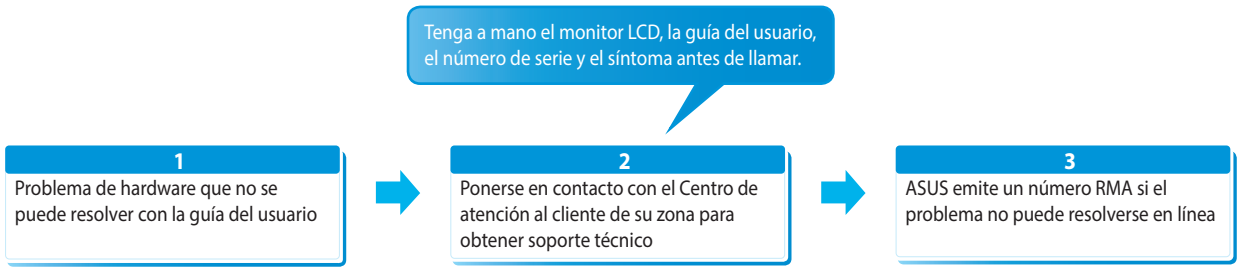 Tenga a mano el monitor LCD, la guía del usuario,
el número de serie y el síntoma antes de llamar.
1
Problema de hardware que no se
puede resolver con la guía del usuario
2
Ponerse en contacto con el Centro de
atención al cliente de su zona para
obtener soporte técnico
3
ASUS emite un número RMA si el
problema no puede resolverse en línea